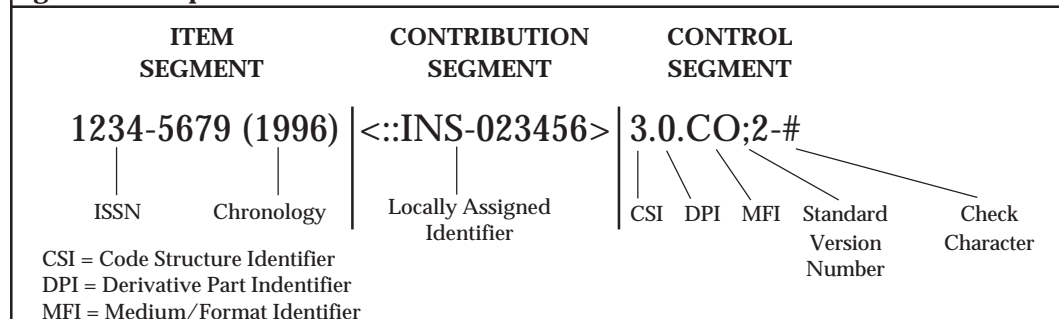 ITEM SEGMENT
CONTRIBUTION SEGMENT
CONTROL SEGMENT
1234-5679 (1996) <::INS-023456> 3.0.CO;2-#
ISSN
Chronology
Locally Assigned Identifier
CSI
DPI
MFI
Standard Version Number
Check Character
CSI = Code Structure Identifier
DPI = Derivative Part Indentifier
MFI = Medium/Format Identifier